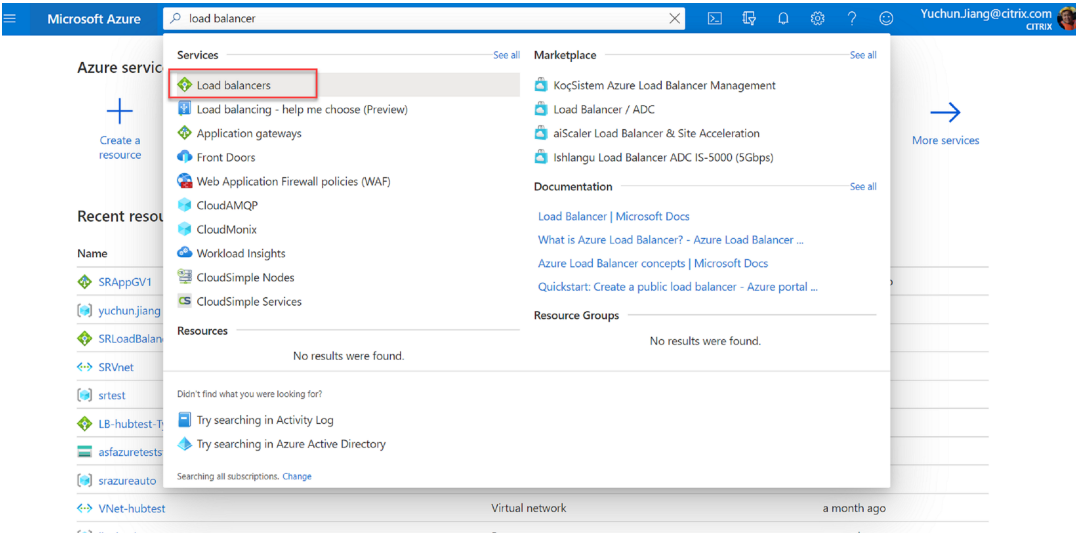 Microsoft Azure
load balancer
Yuchun.Jiang@citrix.com
CITRIX
Azure servic
Create a
resource
More services
Services
See all
Load balancers
Load balancing - help me choose (Preview)
Application gateways
Front Doors
Web Application Firewall policies (WAF)
CloudAMQP
CloudMonix
Workload Insights
CloudSimple Nodes
CS CloudSimple Services
Resources
No results were found.
Marketplace
See all
KoçSistem Azure Load Balancer Management
Load Balancer / ADC
aiScaler Load Balancer & Site Acceleration
Ishlangu Load Balancer ADC IS-5000 (5Gbps)
Documentation
See all
Load Balancer | Microsoft Docs
What is Azure Load Balancer? - Azure Load Balancer ...
Azure Load Balancer concepts | Microsoft Docs
Quickstart: Create a public load balancer - Azure portal ...
Resource Groups
No results were found.
Didn't find what you were looking for?
Try searching in Activity Log
Try searching in Azure Active Directory
Searching all subscriptions. Change
Recent resou
Name
SRAppGV1
yuchun.jiang
SRLoadBalan
SRVnet
srtest
LB-hubtest-T
asfazuretests
srazureauto
VNet-hubtest
Virtual network
a month ago